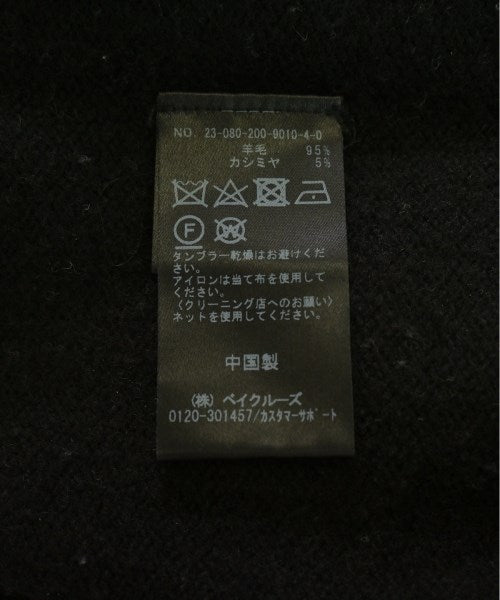 NO. 23-080-200-9010-4-0
羊毛 95%
カシミヤ 5%
F W
タンブラー乾燥はお避けくだ
さい。
アイロンは当て布を使用して
ください。
〈クリーニング店へのお願い〉
ネットを使用してください。
中国製
(株) ベイクルーズ
0120-301457/カスタマーサポート